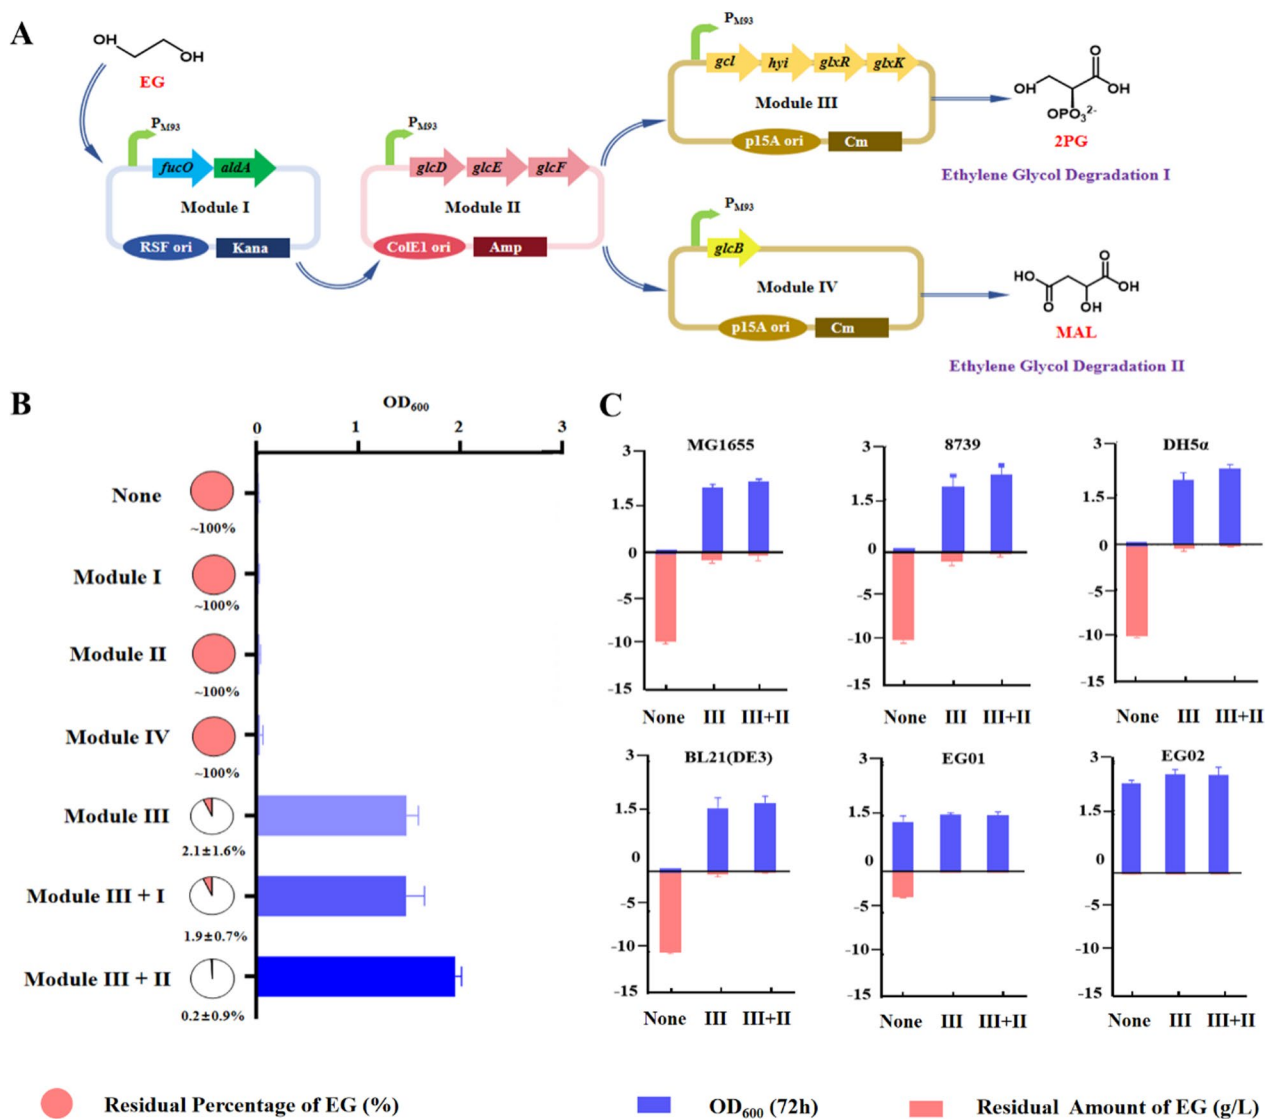 A
OH
OH
EG
P_M93
fucO aldA
Module I
RSF ori Kana
P_M93
glcD glcE glcF
Module II
ColE1 ori Amp
P_M93
gcl hyi glxR glxK
Module III
p15A ori Cm
O
HO
OH
OPO₃²⁻
2PG
Ethylene Glycol Degradation I
P_M93
glcB
Module IV
p15A ori Cm
O
HO
OH
O
OH
MAL
Ethylene Glycol Degradation II
B
OD₆₀₀
0 1 2 3
None
~100%
Module I
~100%
Module II
~100%
Module IV
~100%
Module III
2.1±1.6%
Module III + I
1.9±0.7%
Module III + II
0.2±0.9%
C
MG1655
3
1.5
0
-5
-10
-15
None III III+II
8739
3
1.5
0
-5
-10
-15
None III III+II
DH5α
3
1.5
0
-5
-10
-15
None III III+II
BL21(DE3)
3
1.5
0
-5
-10
-15
None III III+II
EG01
3
1.5
0
-5
-10
-15
None III III+II
EG02
3
1.5
0
-5
-10
-15
None III III+II
Residual Percentage of EG (%)
OD₆₀₀ (72h)
Residual Amount of EG (g/L)